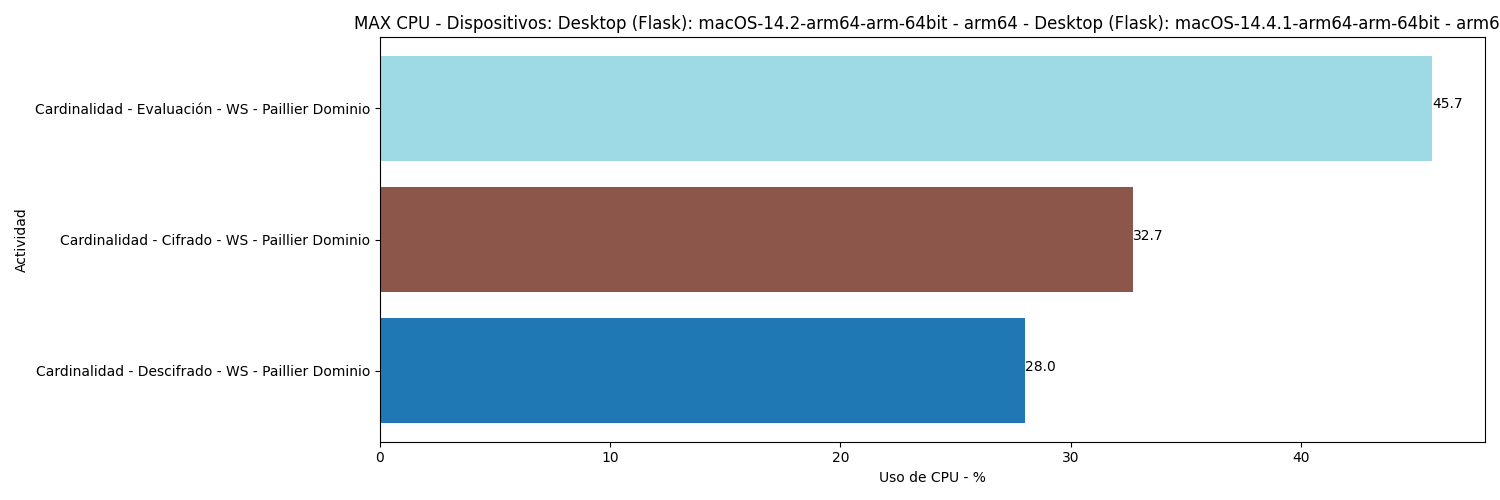 MAX CPU - Dispositivos: Desktop (Flask): macOS-14.2-arm64-arm-64bit - arm64 - Desktop (Flask): macOS-14.4.1-arm64-arm-64bit - arm6
Cardinalidad - Evaluación - WS - Paillier Dominio
45.7
Cardinalidad - Cifrado - WS - Paillier Dominio
32.7
Cardinalidad - Descifrado - WS - Paillier Dominio
28.0
Actividad
0 10 20 30 40
Uso de CPU - %